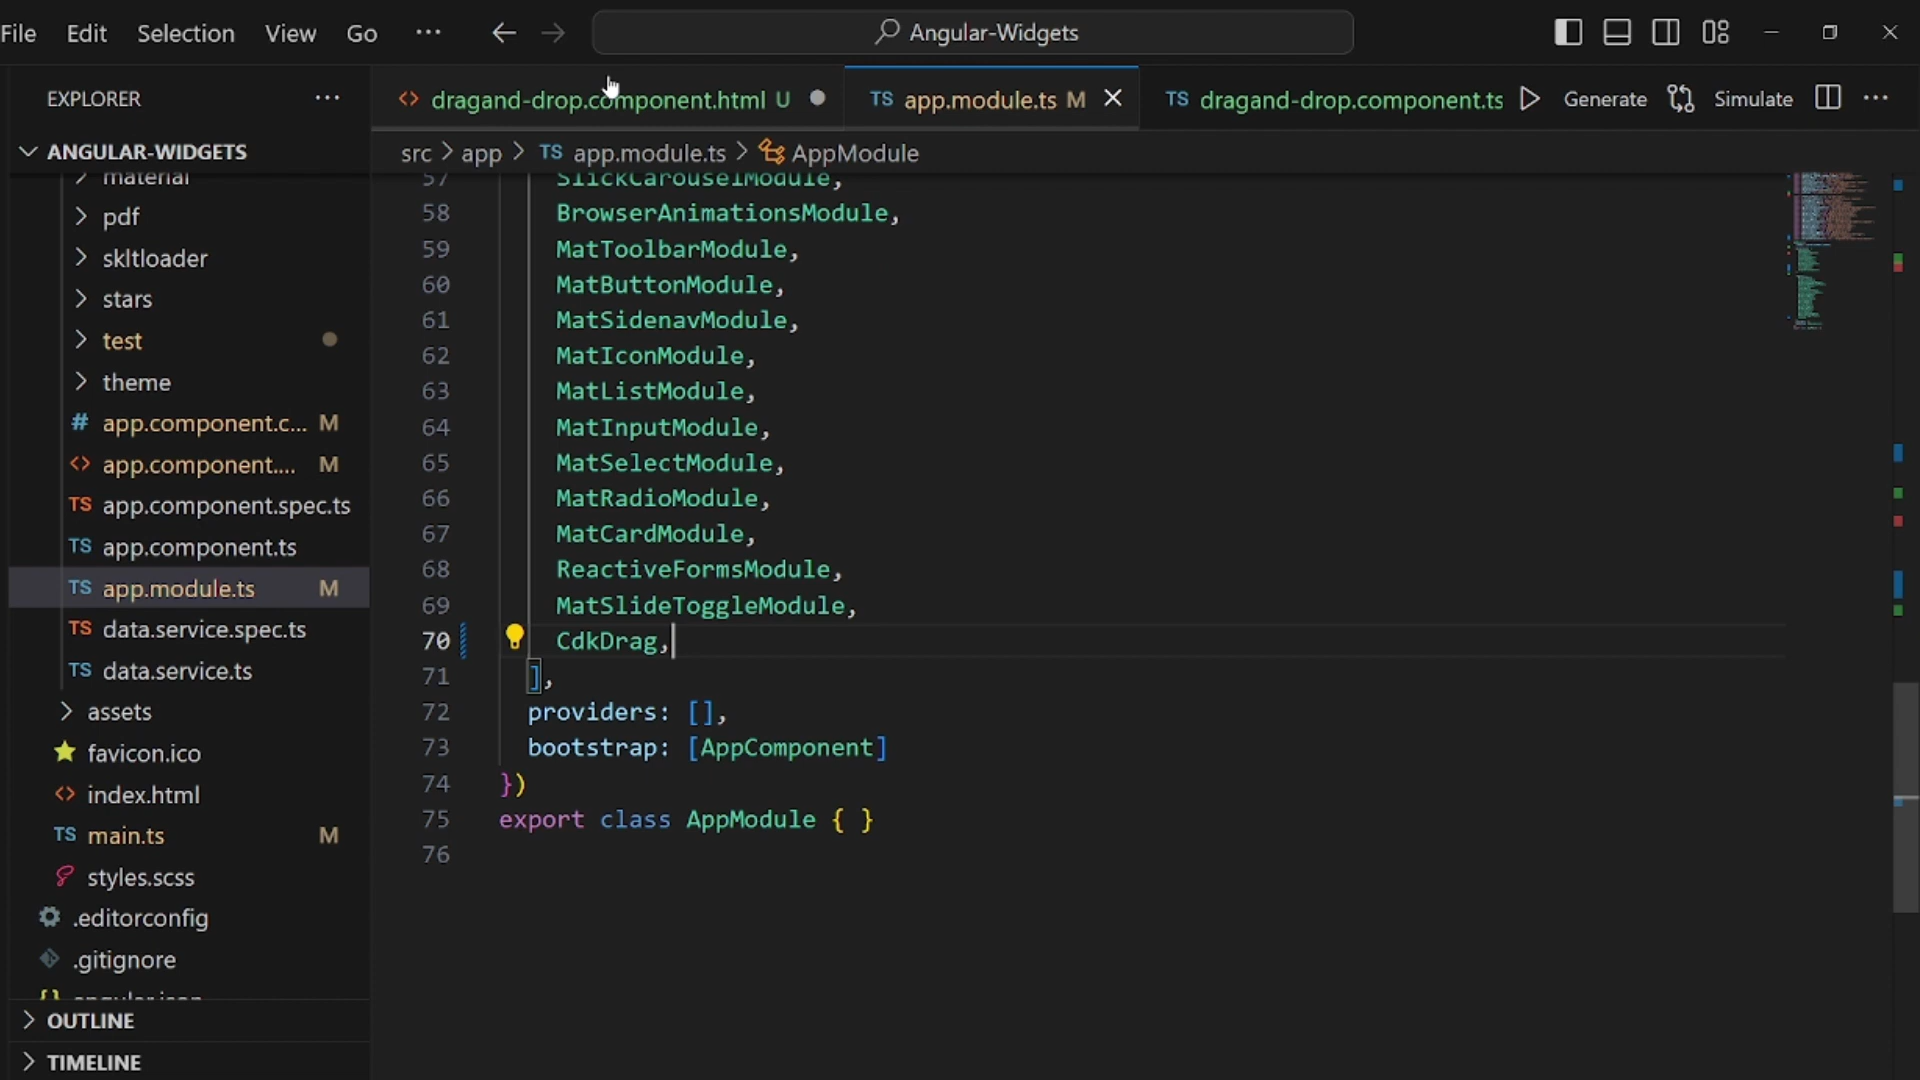 File Edit Selection View Go ··· Angular-Widgets
EXPLORER ···
dragand-drop.component.html U
TS app.module.ts M
TS dragand-drop.component.ts
Generate Simulate ···
ANGULAR-WIDGETS
src > app > TS app.module.ts > AppModule
material
pdf
skltloader
stars
test
theme
# app.component.c... M
<> app.component.... M
TS app.component.spec.ts
TS app.component.ts
TS app.module.ts M
TS data.service.spec.ts
TS data.service.ts
assets
favicon.ico
<> index.html
TS main.ts M
styles.scss
.editorconfig
.gitignore
OUTLINE
TIMELINE
57 SlickCarouselModule,
58 BrowserAnimationsModule,
59 MatToolbarModule,
60 MatButtonModule,
61 MatSidenavModule,
62 MatIconModule,
63 MatListModule,
64 MatInputModule,
65 MatSelectModule,
66 MatRadioModule,
67 MatCardModule,
68 ReactiveFormsModule,
69 MatSlideToggleModule,
70 CdkDrag,
71 ],
72 providers: [],
73 bootstrap: [AppComponent]
74 })
75 export class AppModule { }
76